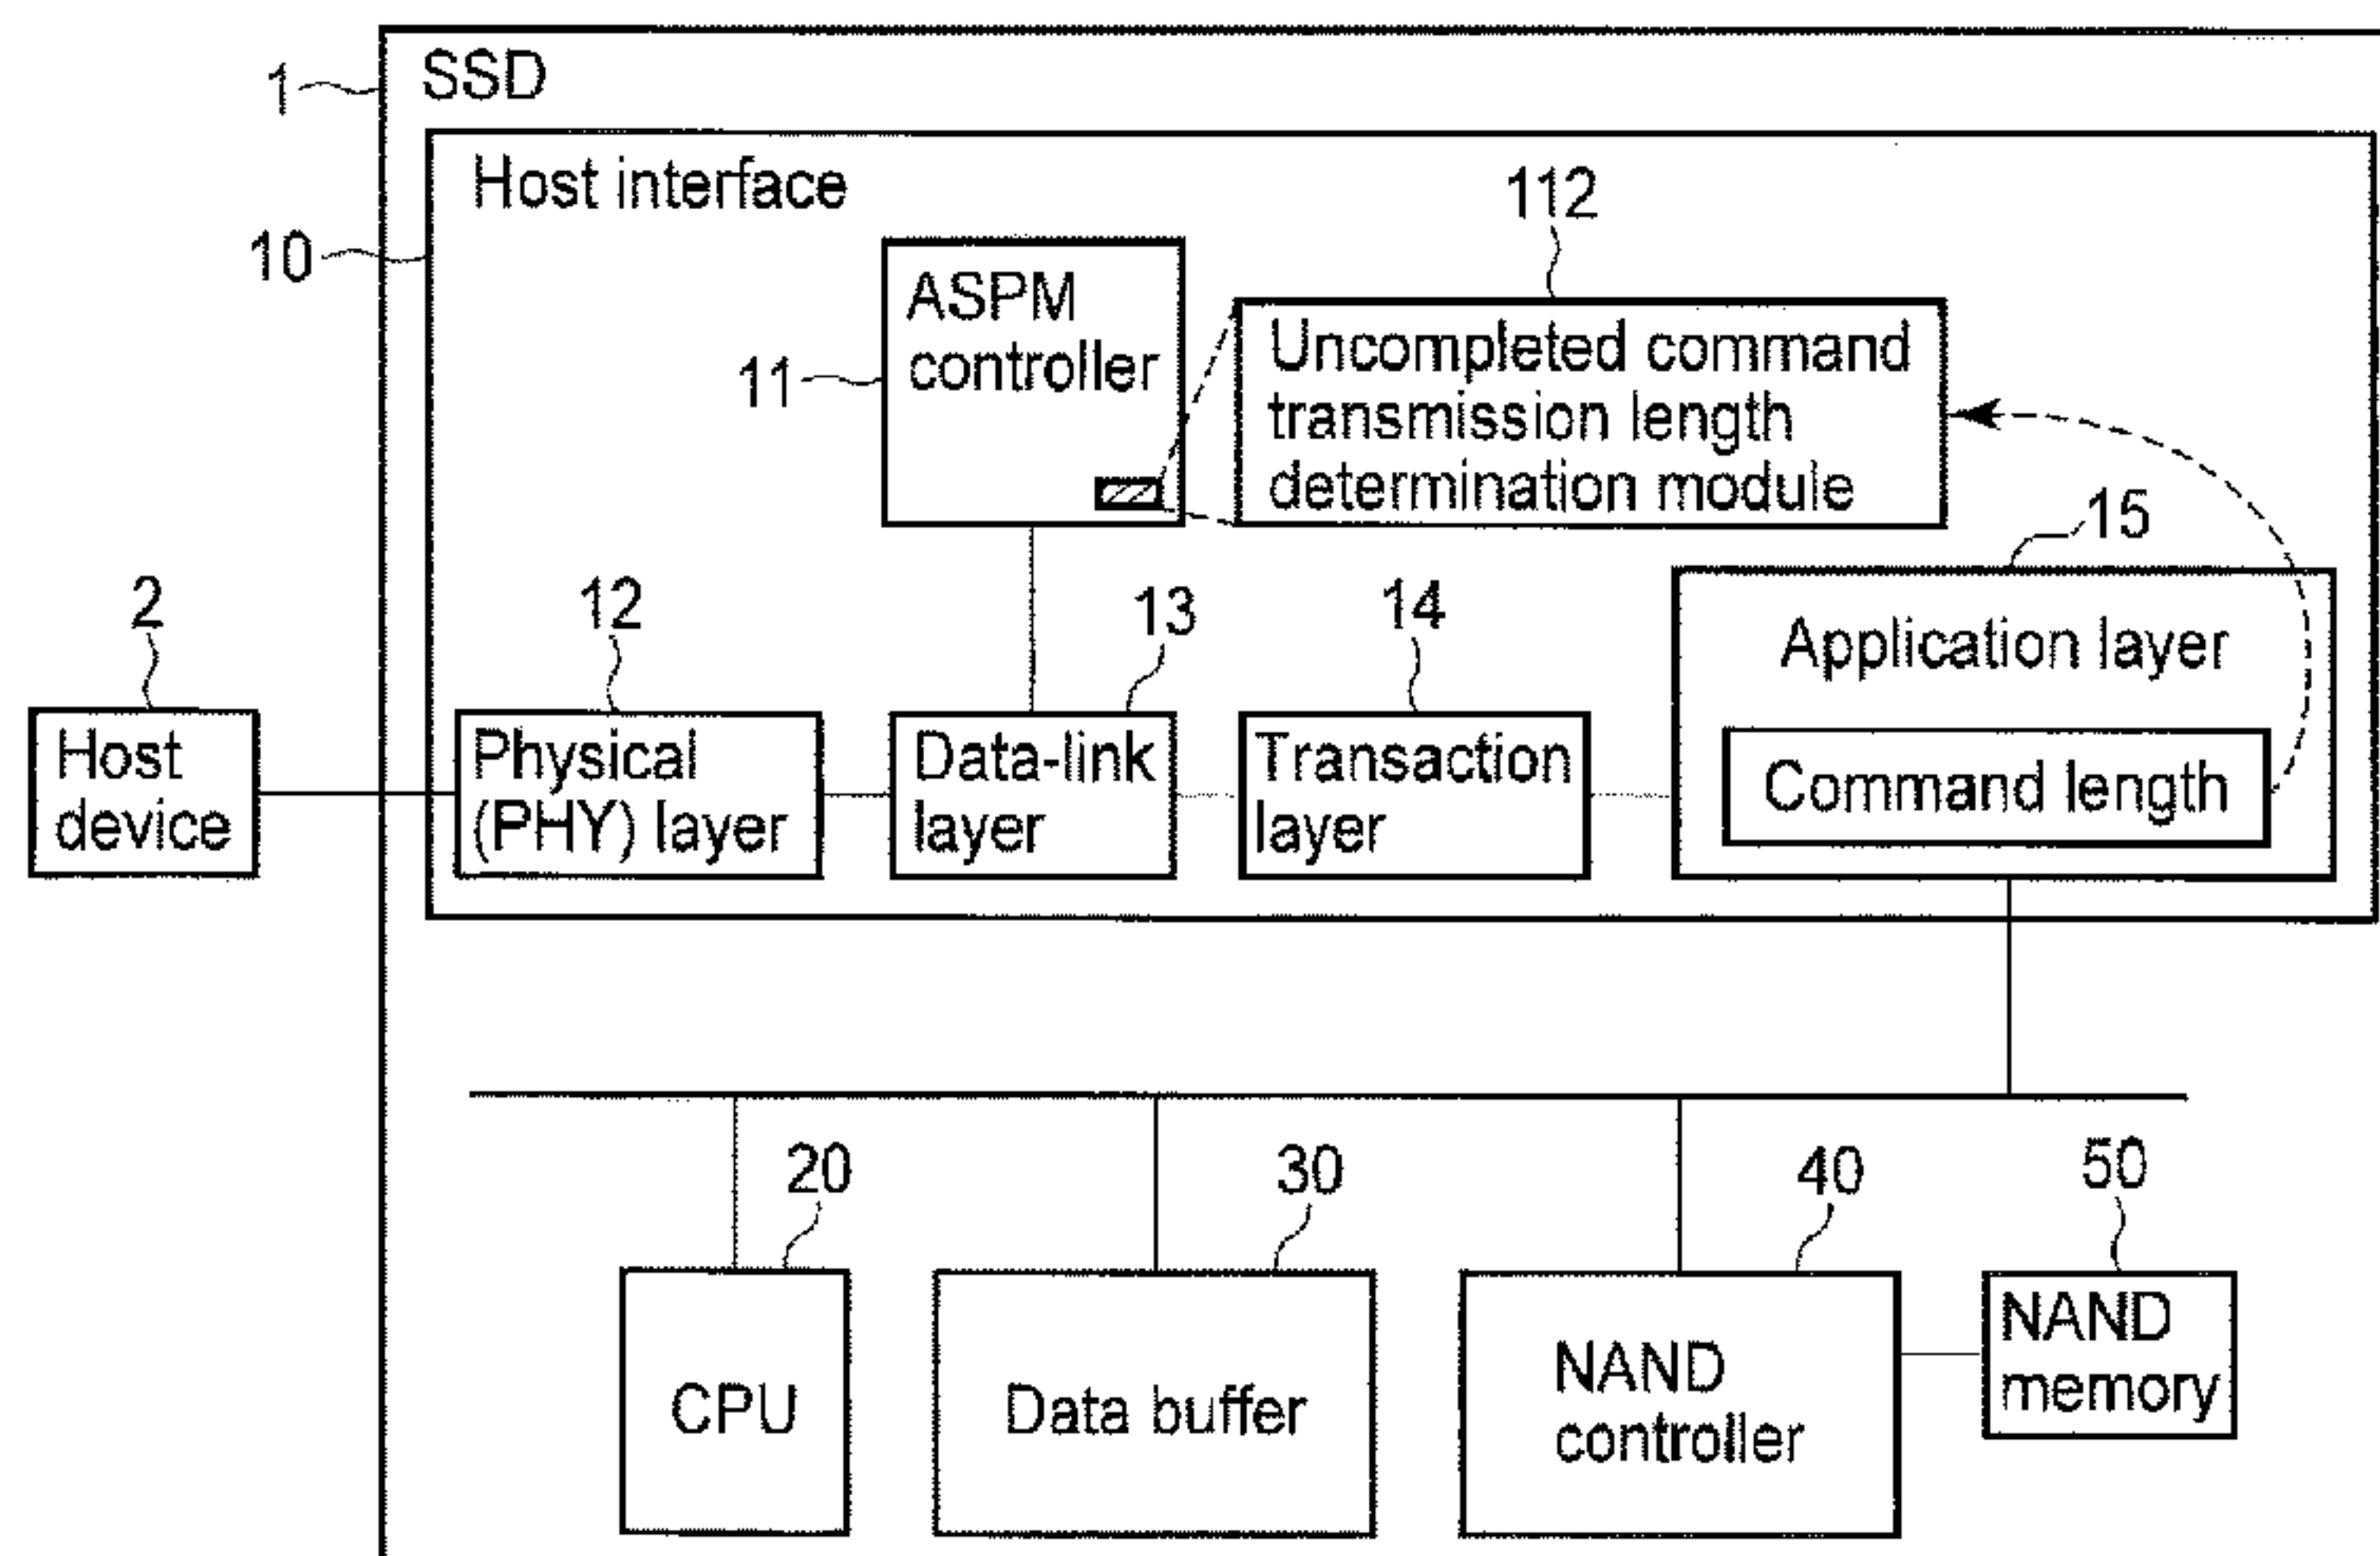 1
SSD
10
Host interface
11
ASPM
controller
112
Uncompleted command
transmission length
determination module
2
Host
device
12
Physical
(PHY) layer
13
Data-link
layer
14
Transaction
layer
15
Application layer
Command length
20
CPU
30
Data buffer
40
NAND
controller
50
NAND
memory